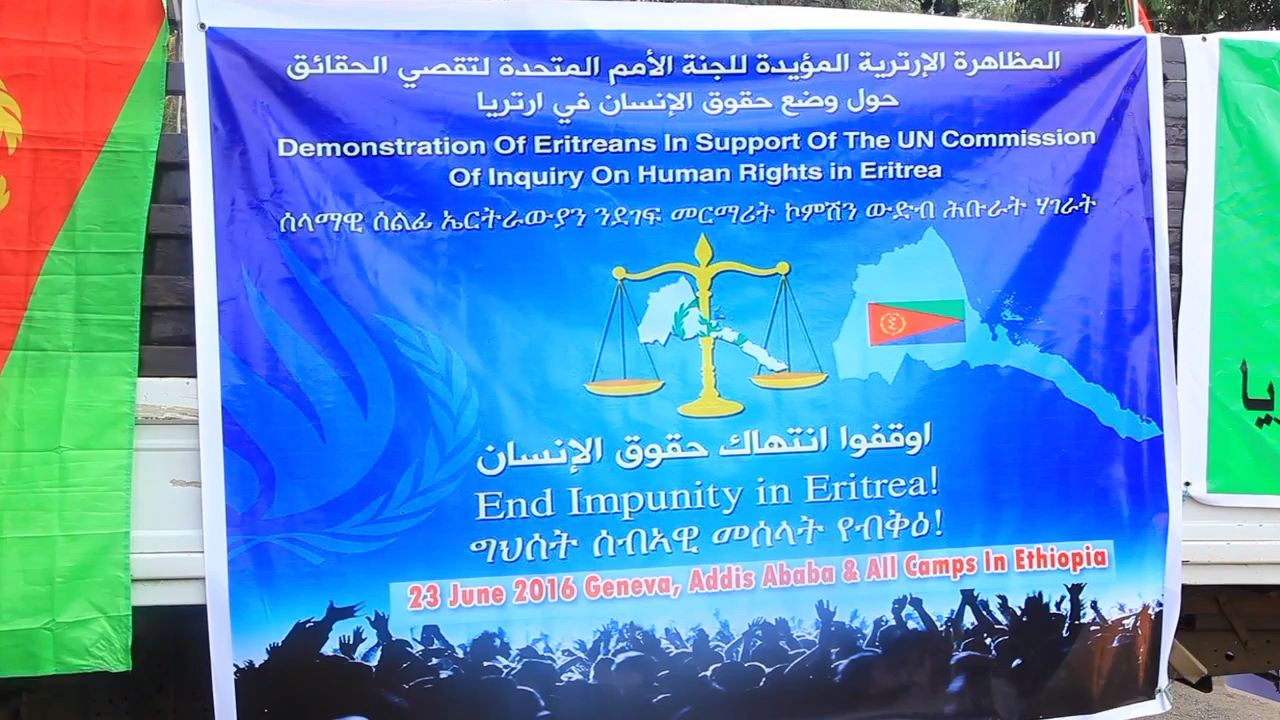 المظاهرة الإرترية المؤيدة للجنة الأمم المتحدة لتقصي الحقائق
حول وضع حقوق الإنسان في ارتريا
Demonstration Of Eritreans In Support Of The UN Commission
Of Inquiry On Human Rights in Eritrea
ሰላማዊ ሰልፊ ኤርትራውያን ንደገፍ መርማሪት ኮምሽን ውድብ ሕቡራት ሃገራት
اوقفوا انتهاك حقوق الإنسان
End Impunity in Eritrea!
ግህሰት ሰብኣዊ መሰላት የብቅዕ!
23 June 2016 Geneva, Addis Ababa & All Camps In Ethiopia
يا